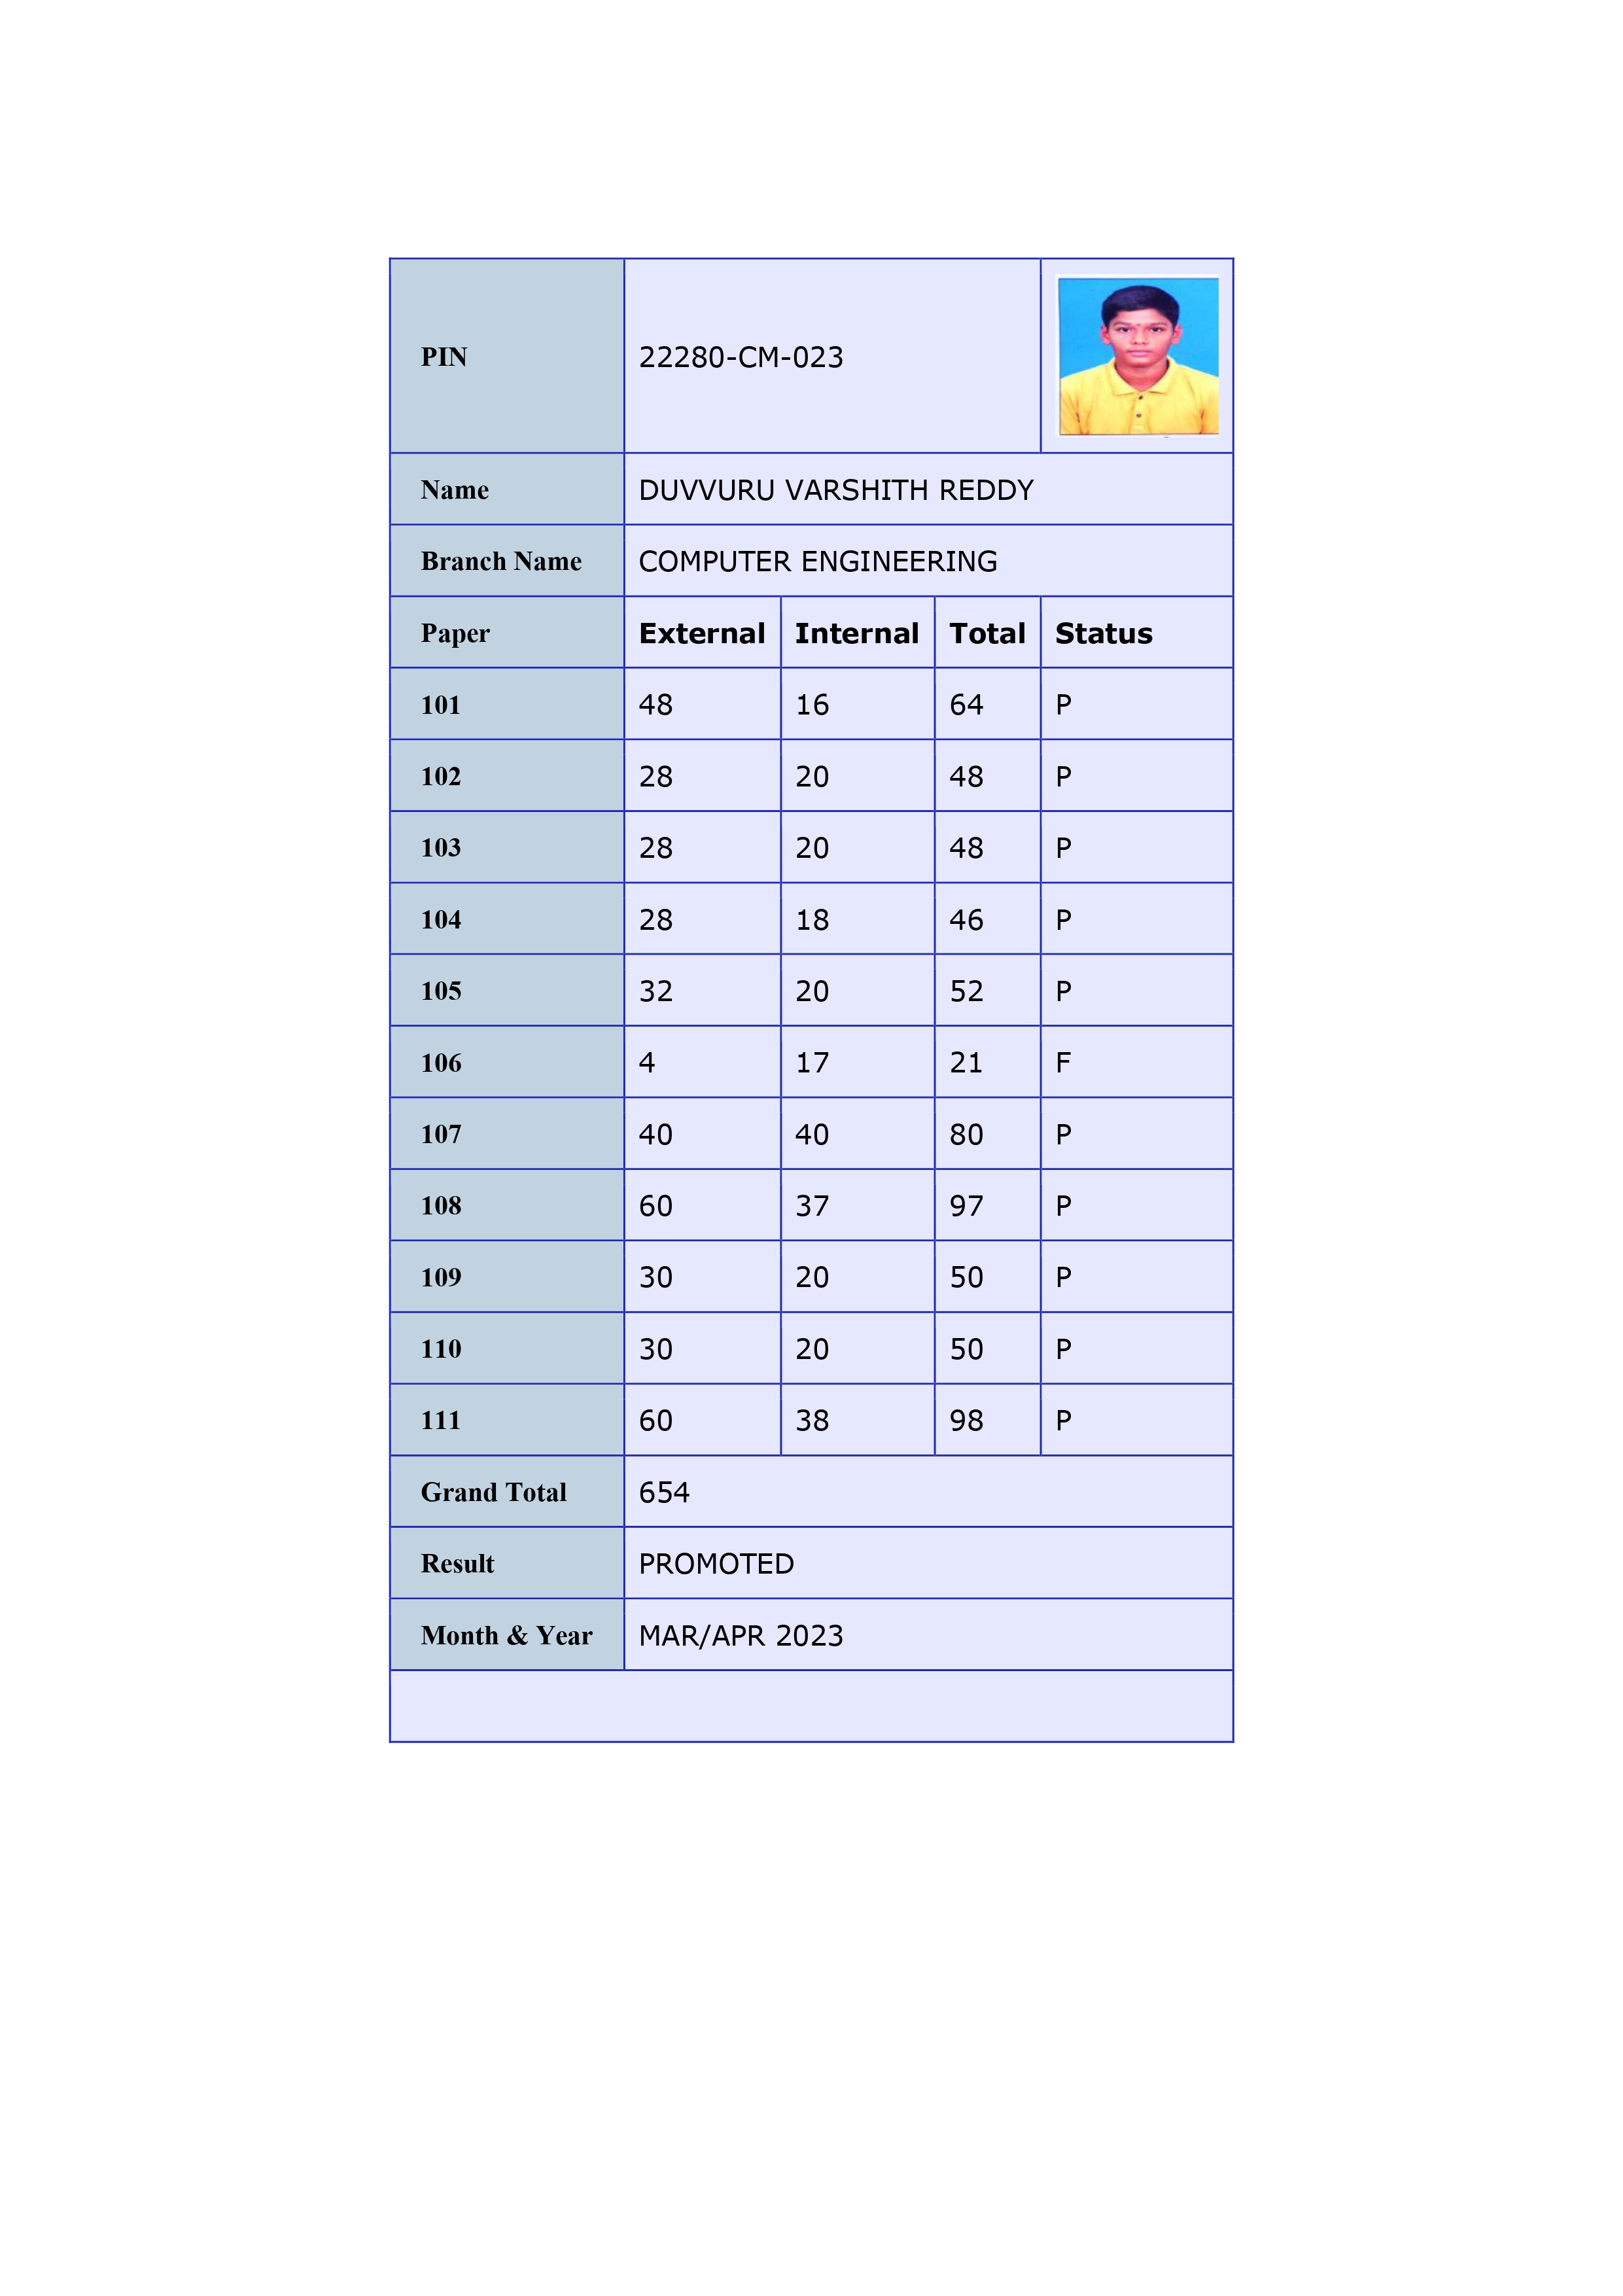 PIN 22280-CM-023
Name DUVVURU VARSHITH REDDY
Branch Name COMPUTER ENGINEERING
Paper External Internal Total Status
101 48 16 64 P
102 28 20 48 P
103 28 20 48 P
104 28 18 46 P
105 32 20 52 P
106 4 17 21 F
107 40 40 80 P
108 60 37 97 P
109 30 20 50 P
110 30 20 50 P
111 60 38 98 P
Grand Total 654
Result PROMOTED
Month & Year MAR/APR 2023